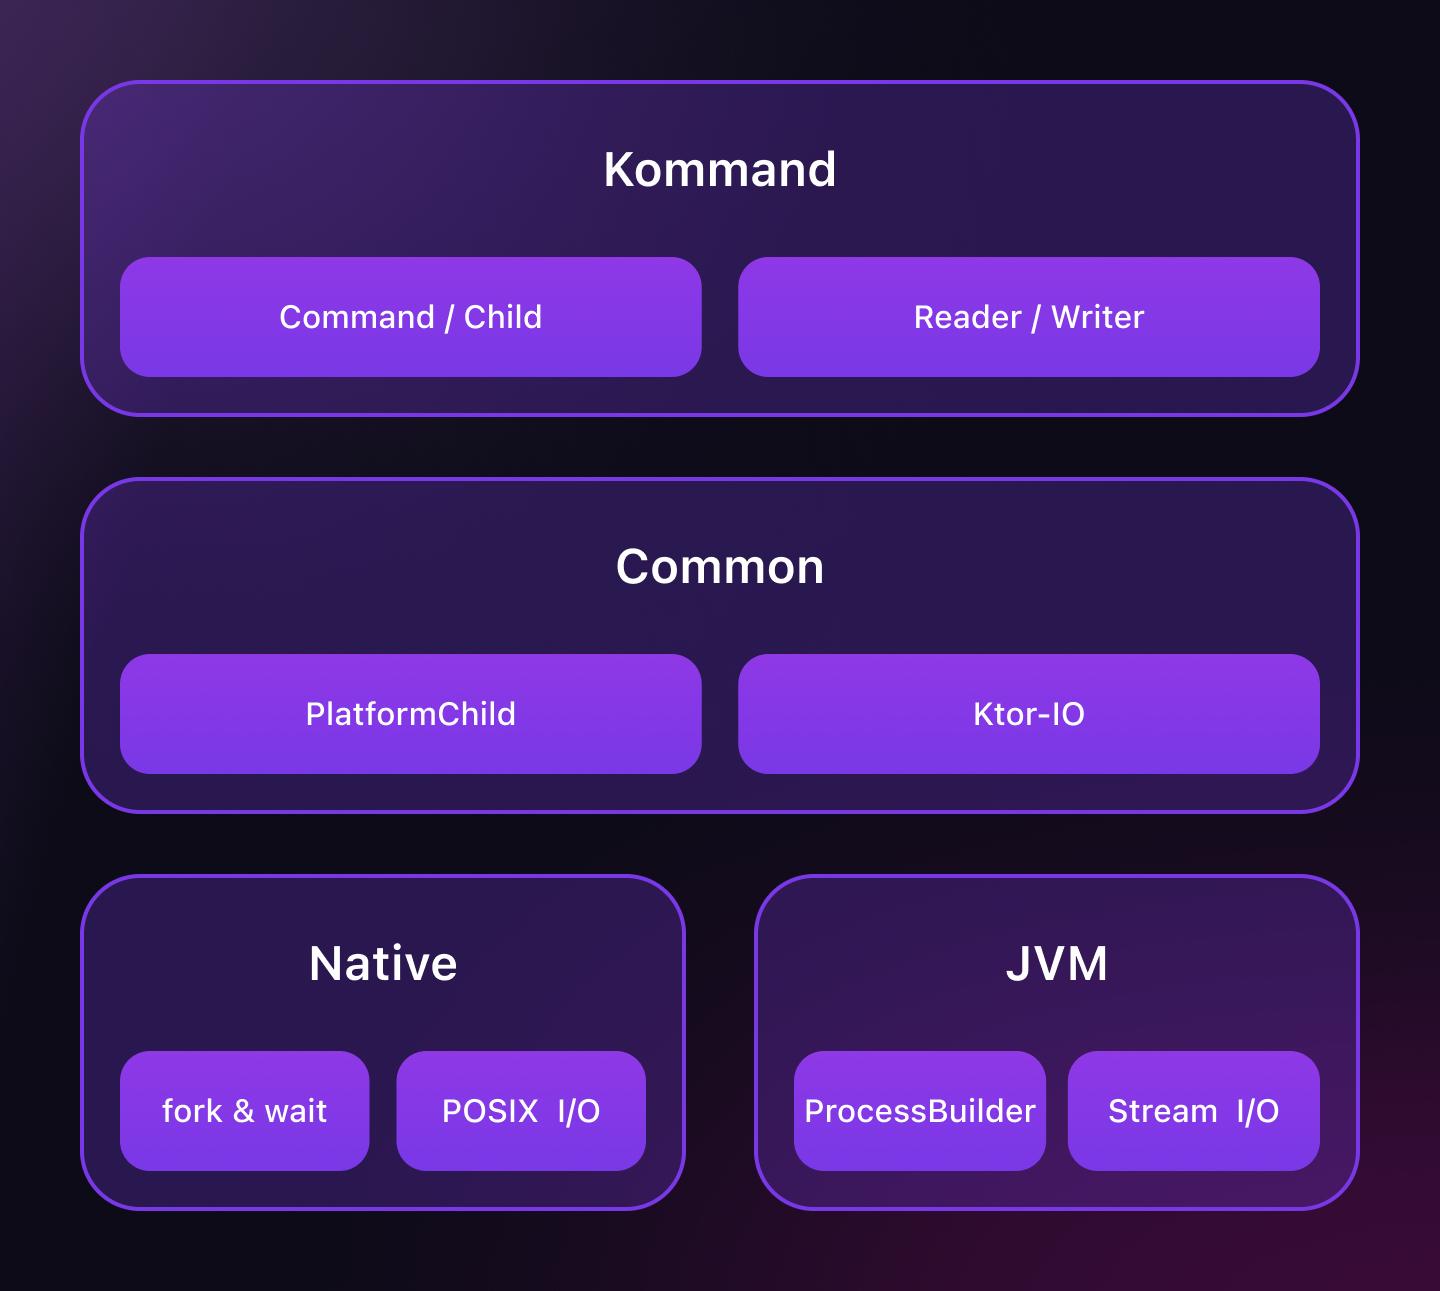 Kommand
Command / Child
Reader / Writer
Common
PlatformChild
Ktor-IO
Native
fork & wait
POSIX  I/O
JVM
ProcessBuilder
Stream  I/O